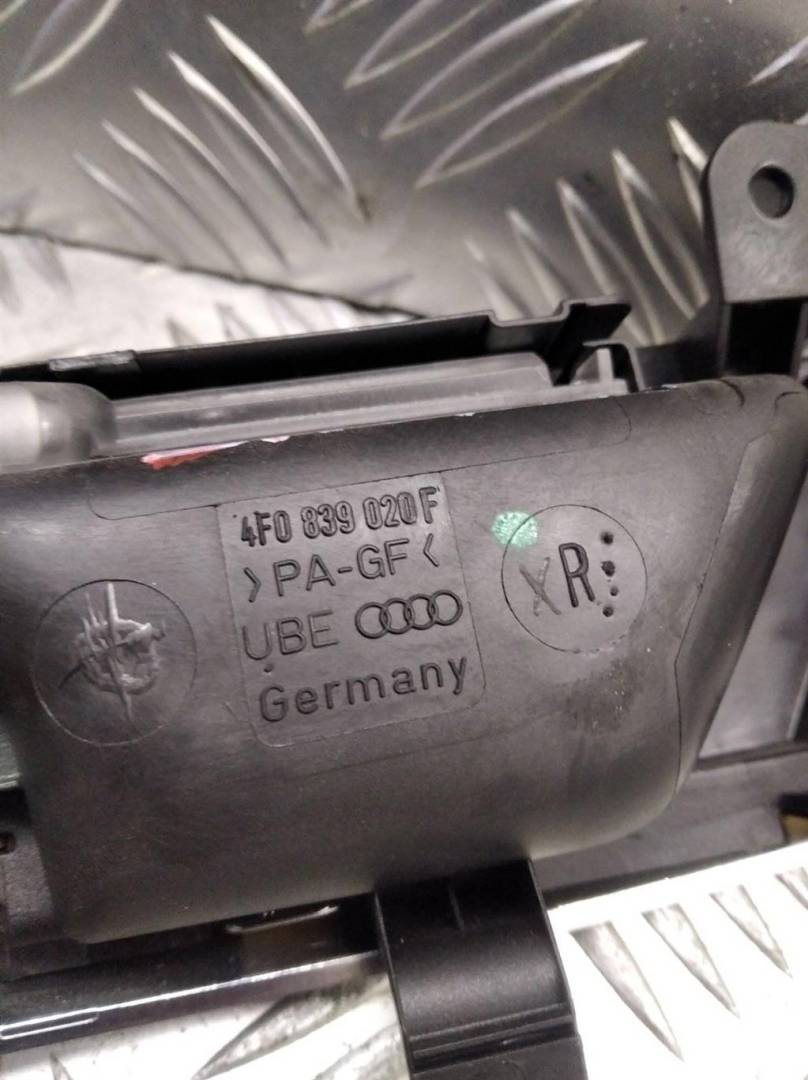 4F0 839 020 F
>PA-GF<
UBE
Germany
X R